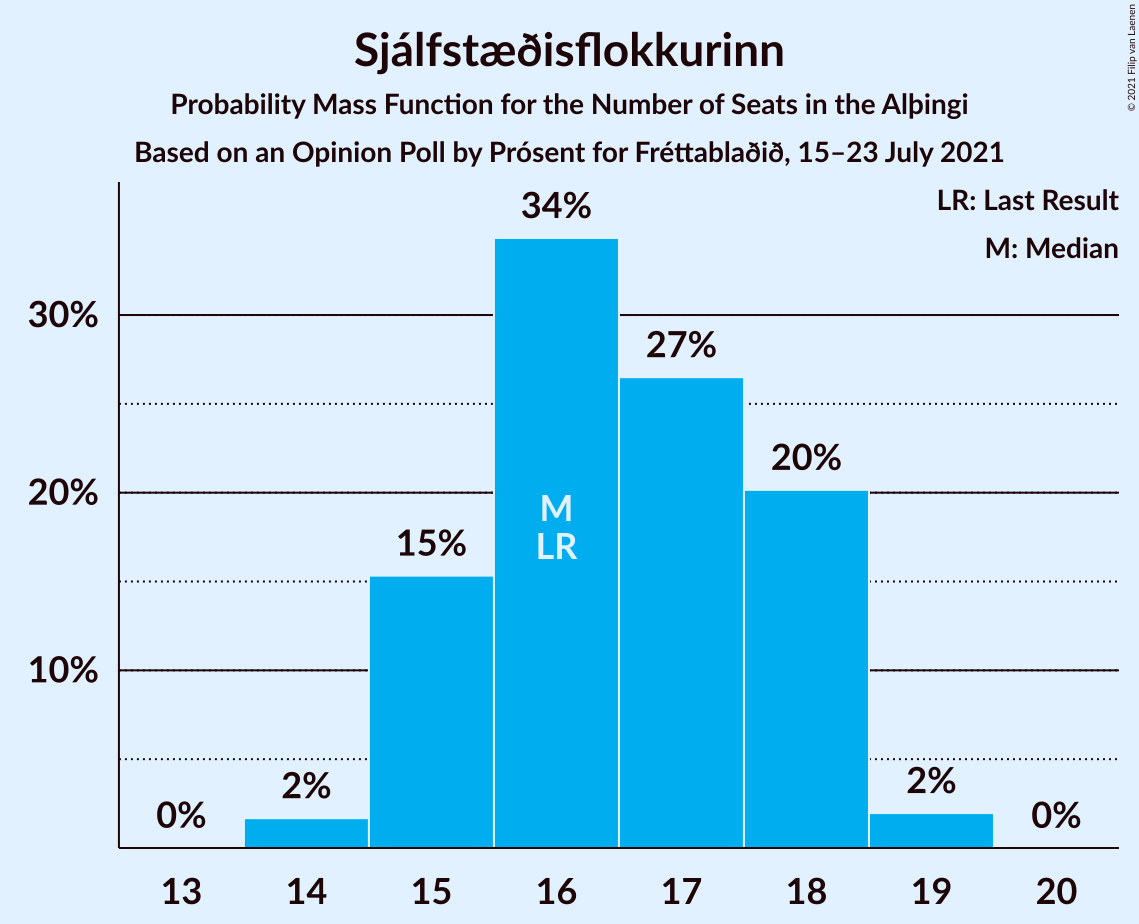 Sjálfstæðisflokkurinn
Probability Mass Function for the Number of Seats in the Alþingi
Based on an Opinion Poll by Prósent for Fréttablaðið, 15–23 July 2021
© 2021 Filip van Laenen
LR: Last Result
M: Median
30%
20%
10%
0%
2%
15%
34%
27%
20%
2%
0%
M
LR
13
14
15
16
17
18
19
20